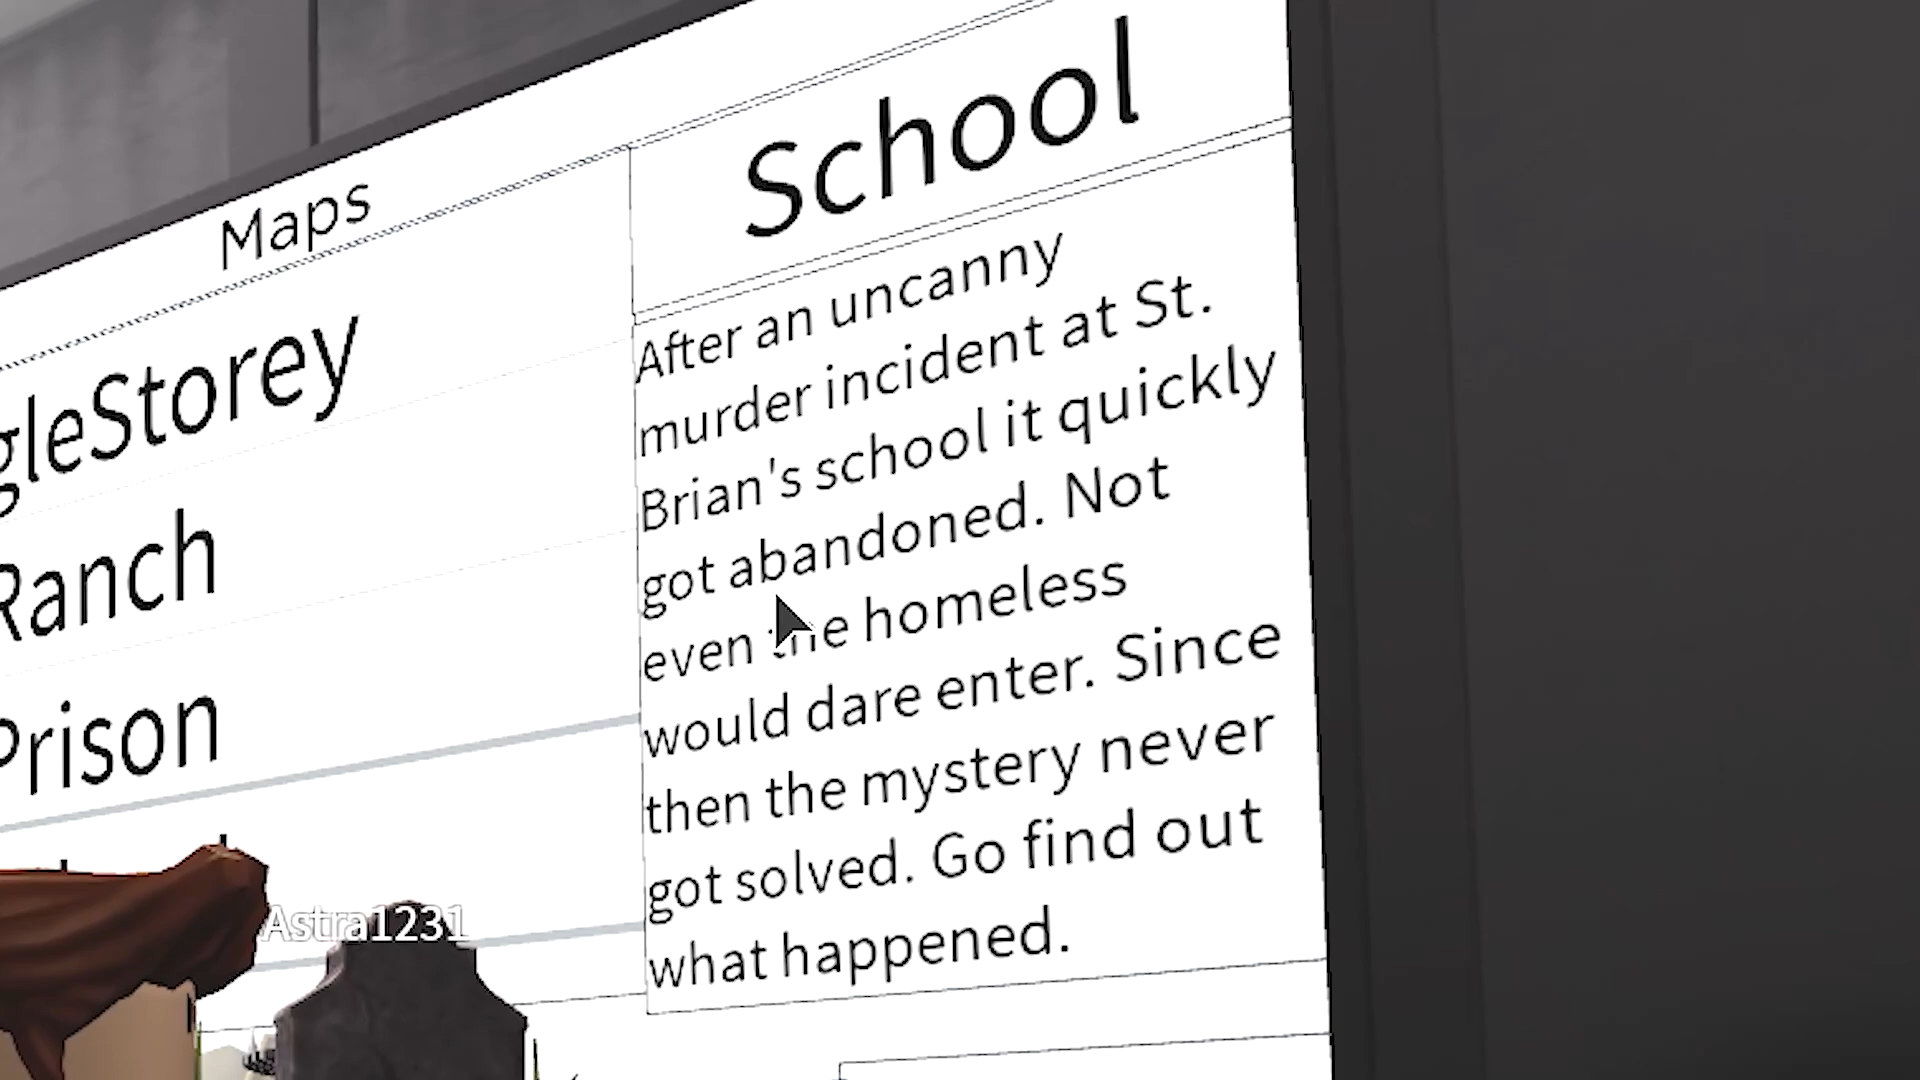 Maps
School
gleStorey
Ranch
Prison
After an uncanny
murder incident at St.
Brian's school it quickly
got abandoned. Not
even the homeless
would dare enter. Since
then the mystery never
got solved. Go find out
what happened.
Astra1231